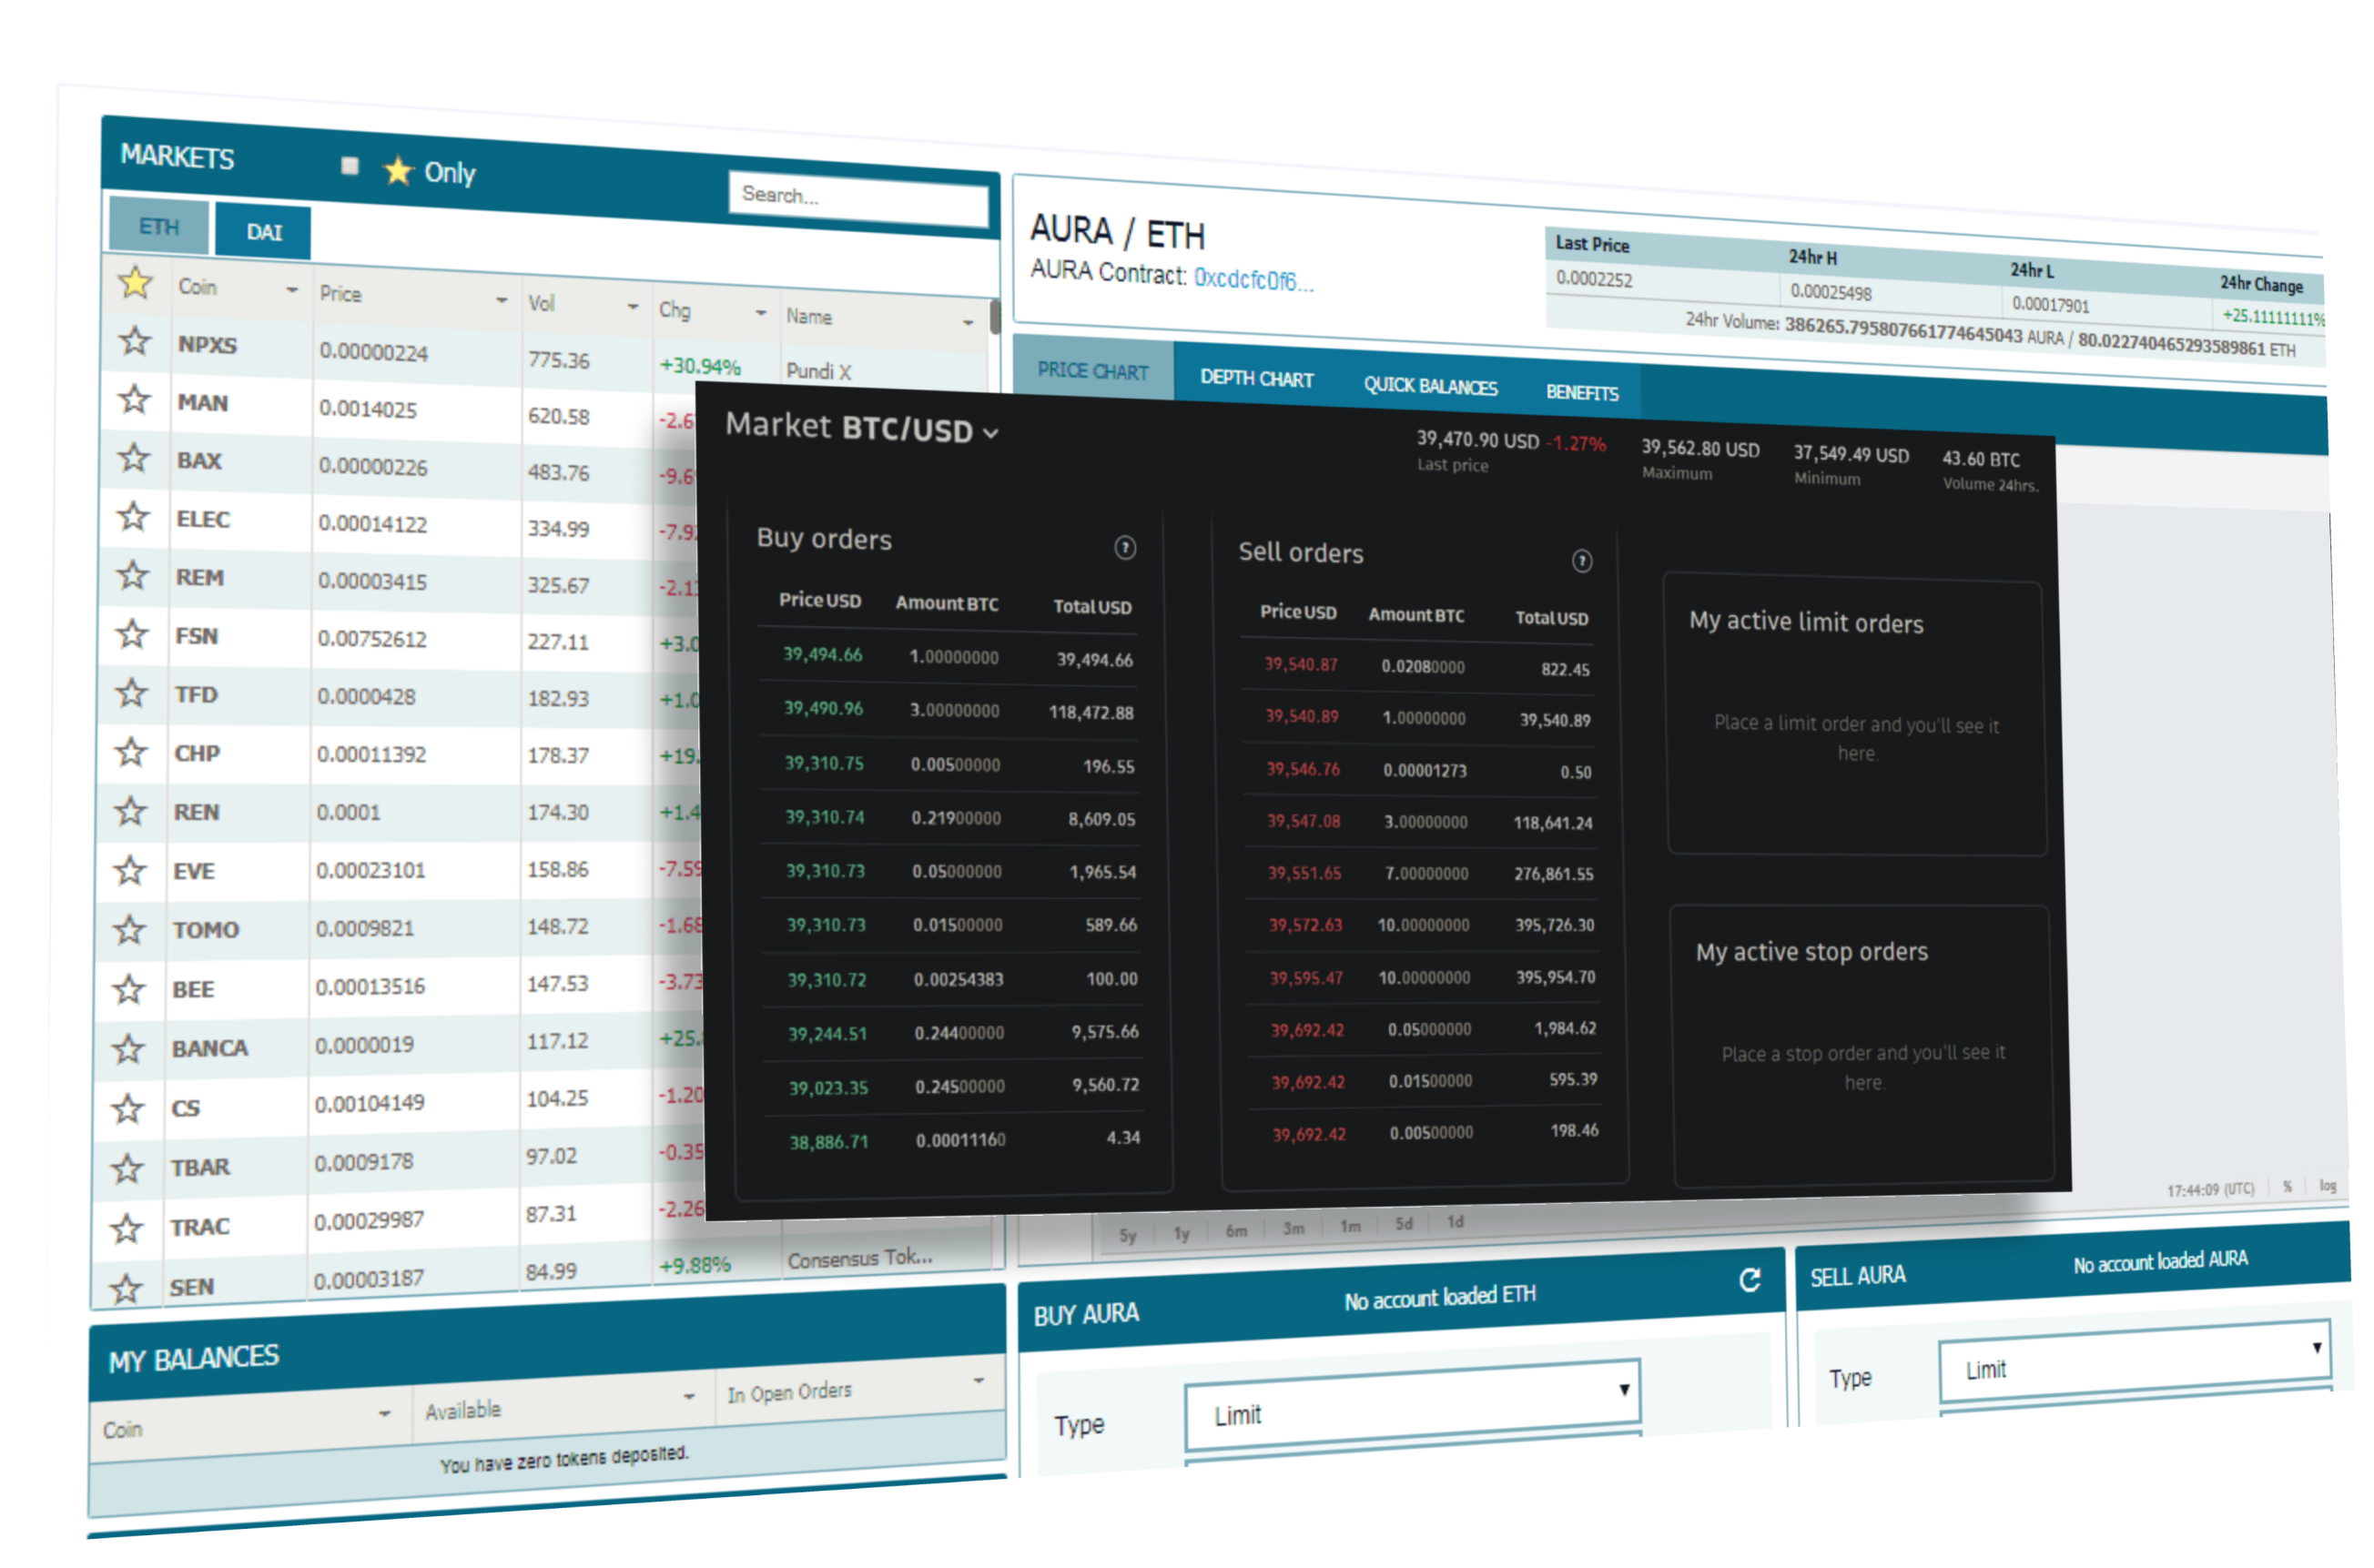 MARKETS Only Search...
ETH DAI
Coin Price Vol Chg Name
NPXS 0.00000224 775.36 +30.94% Pundi X
MAN 0.0014025 620.58 -2.6
BAX 0.00000226 483.76 -9.6
ELEC 0.00014122 334.99 -7.9
REM 0.00003415 325.67 -2.1
FSN 0.00752612 227.11 +3.0
TFD 0.0000428 182.93 +1.0
CHP 0.00011392 178.37 +19.
REN 0.0001 174.30 +1.4
EVE 0.00023101 158.86 -7.59
TOMO 0.0009821 148.72 -1.68
BEE 0.00013516 147.53 -3.73
BANCA 0.0000019 117.12 +25.
CS 0.00104149 104.25 -1.20
TBAR 0.0009178 97.02 -0.35
TRAC 0.00029987 87.31 -2.26
SEN 0.00003187 84.99 +9.88% Consensus Tok...
MY BALANCES
Coin Available In Open Orders
You have zero tokens deposited.
AURA / ETH
AURA Contract: 0xcdcfc0f6...
Last Price 24hr H 24hr L 24hr Change
0.0002252 0.00025498 0.00017901 +25.11111111%
24hr Volume: 386265.795807661774645043 AURA / 80.022740465293589861 ETH
PRICE CHART DEPTH CHART QUICK BALANCES BENEFITS
Market BTC/USD
39,470.90 USD -1.27% 39,562.80 USD 37,549.49 USD 43.60 BTC
Last price Maximum Minimum Volume 24hrs.
Buy orders ?
Price USD Amount BTC Total USD
39,494.66 1.00000000 39,494.66
39,490.96 3.00000000 118,472.88
39,310.75 0.00500000 196.55
39,310.74 0.21900000 8,609.05
39,310.73 0.05000000 1,965.54
39,310.73 0.01500000 589.66
39,310.72 0.00254383 100.00
39,244.51 0.24400000 9,575.66
39,023.35 0.24500000 9,560.72
38,886.71 0.00011160 4.34
Sell orders ?
Price USD Amount BTC Total USD
39,540.87 0.02080000 822.45
39,540.89 1.00000000 39,540.89
39,546.76 0.00001273 0.50
39,547.08 3.00000000 118,641.24
39,551.65 7.00000000 276,861.55
39,572.63 10.00000000 395,726.30
39,595.47 10.00000000 395,954.70
39,692.42 0.05000000 1,984.62
39,692.42 0.01500000 595.39
39,692.42 0.00500000 198.46
My active limit orders
Place a limit order and you'll see it
here.
My active stop orders
Place a stop order and you'll see it
here.
5y 1y 6m 3m 1m 5d 1d
17:44:09 (UTC) % log
BUY AURA No account loaded ETH
Type Limit
SELL AURA No account loaded AURA
Type Limit